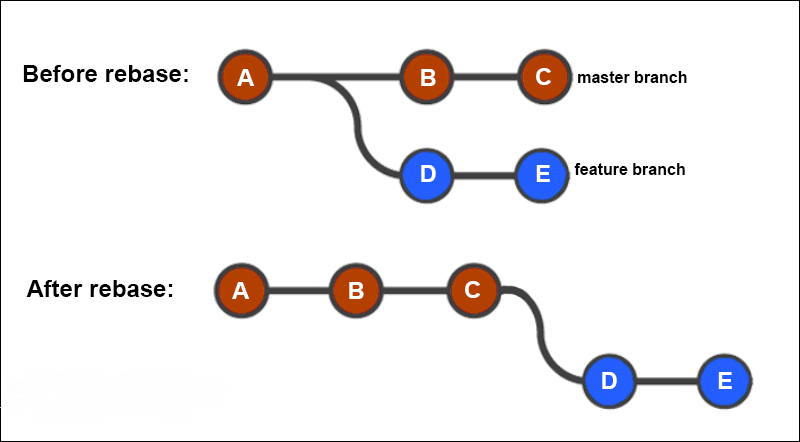 Before rebase:
A B C master branch
D E feature branch
After rebase:
A B C
D E